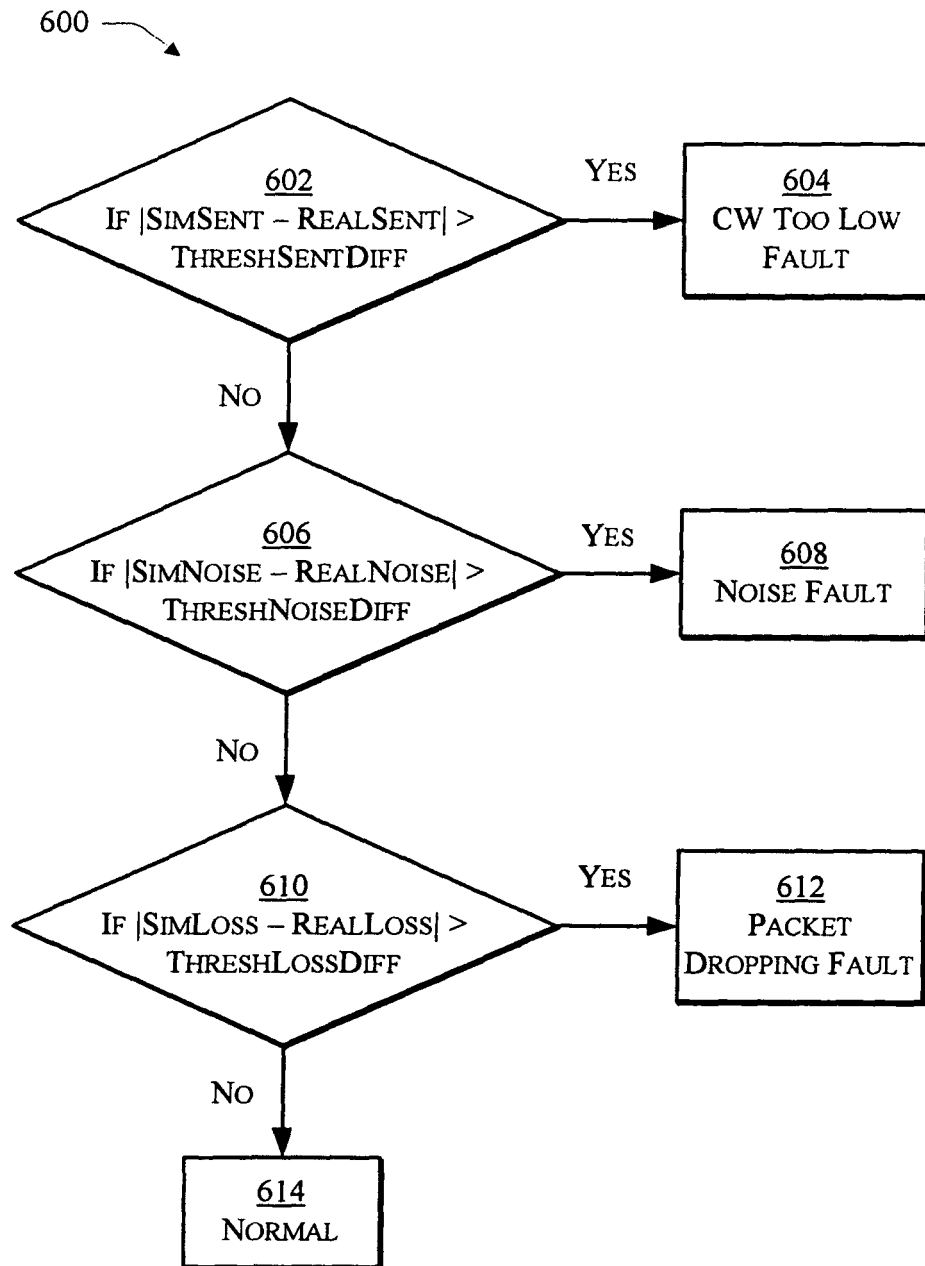 600
602
IF |SIMSENT – REALSENT| >
THRESHSENTDIFF
YES
604
CW TOO LOW
FAULT
NO
606
IF |SIMNOISE – REALNOISE| >
THRESHNOISEDIFF
YES
608
NOISE FAULT
NO
610
IF |SIMLOSS – REALLOSS| >
THRESHLOSSDIFF
YES
612
PACKET
DROPPING FAULT
NO
614
NORMAL